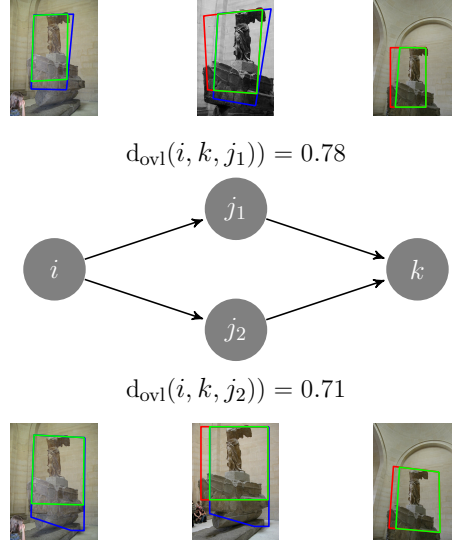 d_ovl(i, k, j_1)) = 0.78
j_1
i
k
j_2
d_ovl(i, k, j_2)) = 0.71